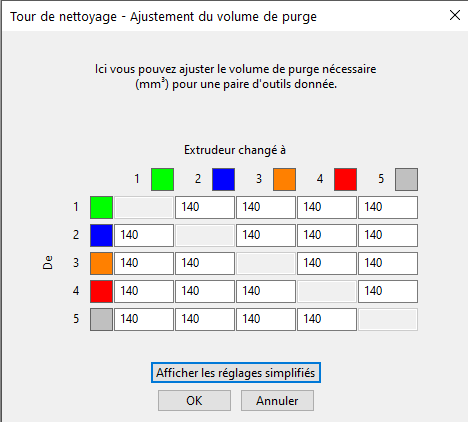 Tour de nettoyage - Ajustement du volume de purge
Ici vous pouvez ajuster le volume de purge nécessaire
(mm³) pour une paire d'outils donnée.
Extrudeur changé à
1 2 3 4 5
1 140 140 140 140
2 140 140 140 140
De
3 140 140 140 140
4 140 140 140 140
5 140 140 140 140
Afficher les réglages simplifiés
OK Annuler